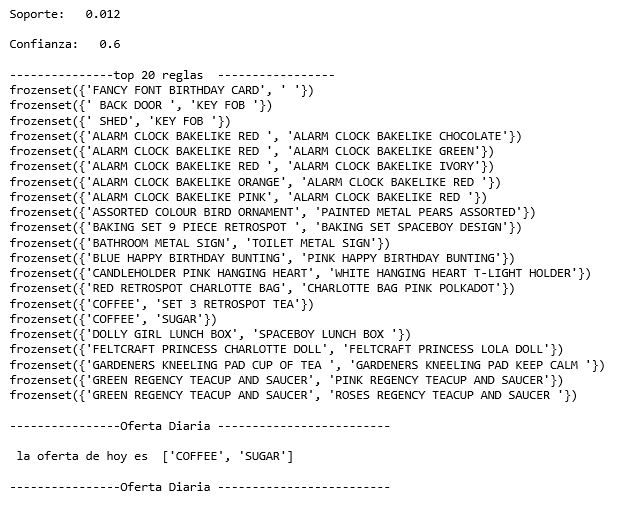 Soporte:   0.012
Confianza:   0.6
---------------top 20 reglas  -----------------
frozenset({'FANCY FONT BIRTHDAY CARD', ' '})
frozenset({' BACK DOOR ', 'KEY FOB '})
frozenset({' SHED', 'KEY FOB '})
frozenset({'ALARM CLOCK BAKELIKE RED ', 'ALARM CLOCK BAKELIKE CHOCOLATE'})
frozenset({'ALARM CLOCK BAKELIKE RED ', 'ALARM CLOCK BAKELIKE GREEN'})
frozenset({'ALARM CLOCK BAKELIKE RED ', 'ALARM CLOCK BAKELIKE IVORY'})
frozenset({'ALARM CLOCK BAKELIKE ORANGE', 'ALARM CLOCK BAKELIKE RED '})
frozenset({'ALARM CLOCK BAKELIKE PINK', 'ALARM CLOCK BAKELIKE RED '})
frozenset({'ASSORTED COLOUR BIRD ORNAMENT', 'PAINTED METAL PEARS ASSORTED'})
frozenset({'BAKING SET 9 PIECE RETROSPOT ', 'BAKING SET SPACEBOY DESIGN'})
frozenset({'BATHROOM METAL SIGN', 'TOILET METAL SIGN'})
frozenset({'BLUE HAPPY BIRTHDAY BUNTING', 'PINK HAPPY BIRTHDAY BUNTING'})
frozenset({'CANDLEHOLDER PINK HANGING HEART', 'WHITE HANGING HEART T-LIGHT HOLDER'})
frozenset({'RED RETROSPOT CHARLOTTE BAG', 'CHARLOTTE BAG PINK POLKADOT'})
frozenset({'COFFEE', 'SET 3 RETROSPOT TEA'})
frozenset({'COFFEE', 'SUGAR'})
frozenset({'DOLLY GIRL LUNCH BOX', 'SPACEBOY LUNCH BOX '})
frozenset({'FELTCRAFT PRINCESS CHARLOTTE DOLL', 'FELTCRAFT PRINCESS LOLA DOLL'})
frozenset({'GARDENERS KNEELING PAD CUP OF TEA ', 'GARDENERS KNEELING PAD KEEP CALM '})
frozenset({'GREEN REGENCY TEACUP AND SAUCER', 'PINK REGENCY TEACUP AND SAUCER'})
frozenset({'GREEN REGENCY TEACUP AND SAUCER', 'ROSES REGENCY TEACUP AND SAUCER '})
----------------Oferta Diaria -------------------------
la oferta de hoy es  ['COFFEE', 'SUGAR']
----------------Oferta Diaria -------------------------